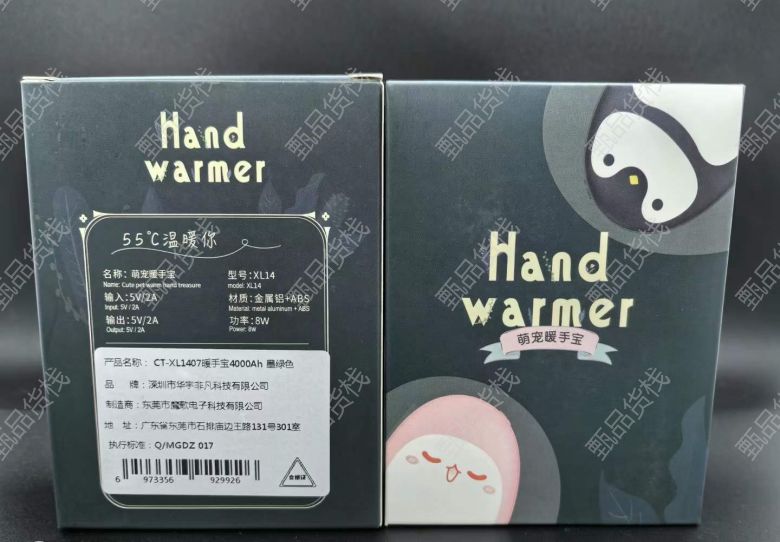 Hand
warmer
55℃温暖你
名称：萌宠暖手宝
Name: Cute pet warm hand treasure
型号：XL14
model: XL14
输入：5V/2A
Input: 5V / 2A
材质：金属铝+ABS
Material: metal aluminum + ABS
输出：5V/2A
Output: 5V / 2A
功率：8W
Power: 8W
产品名称： CT-XL1407暖手宝4000Ah 墨绿色
品 牌：深圳市华宇非凡科技有限公司
制造商：东莞市魔歌电子科技有限公司
地 址：广东省东莞市石排庙边王路131号301室
执行标准：Q/MGDZ 017
6 973356 929926
合格证
Hand
warmer
萌宠暖手宝
甄品货栈